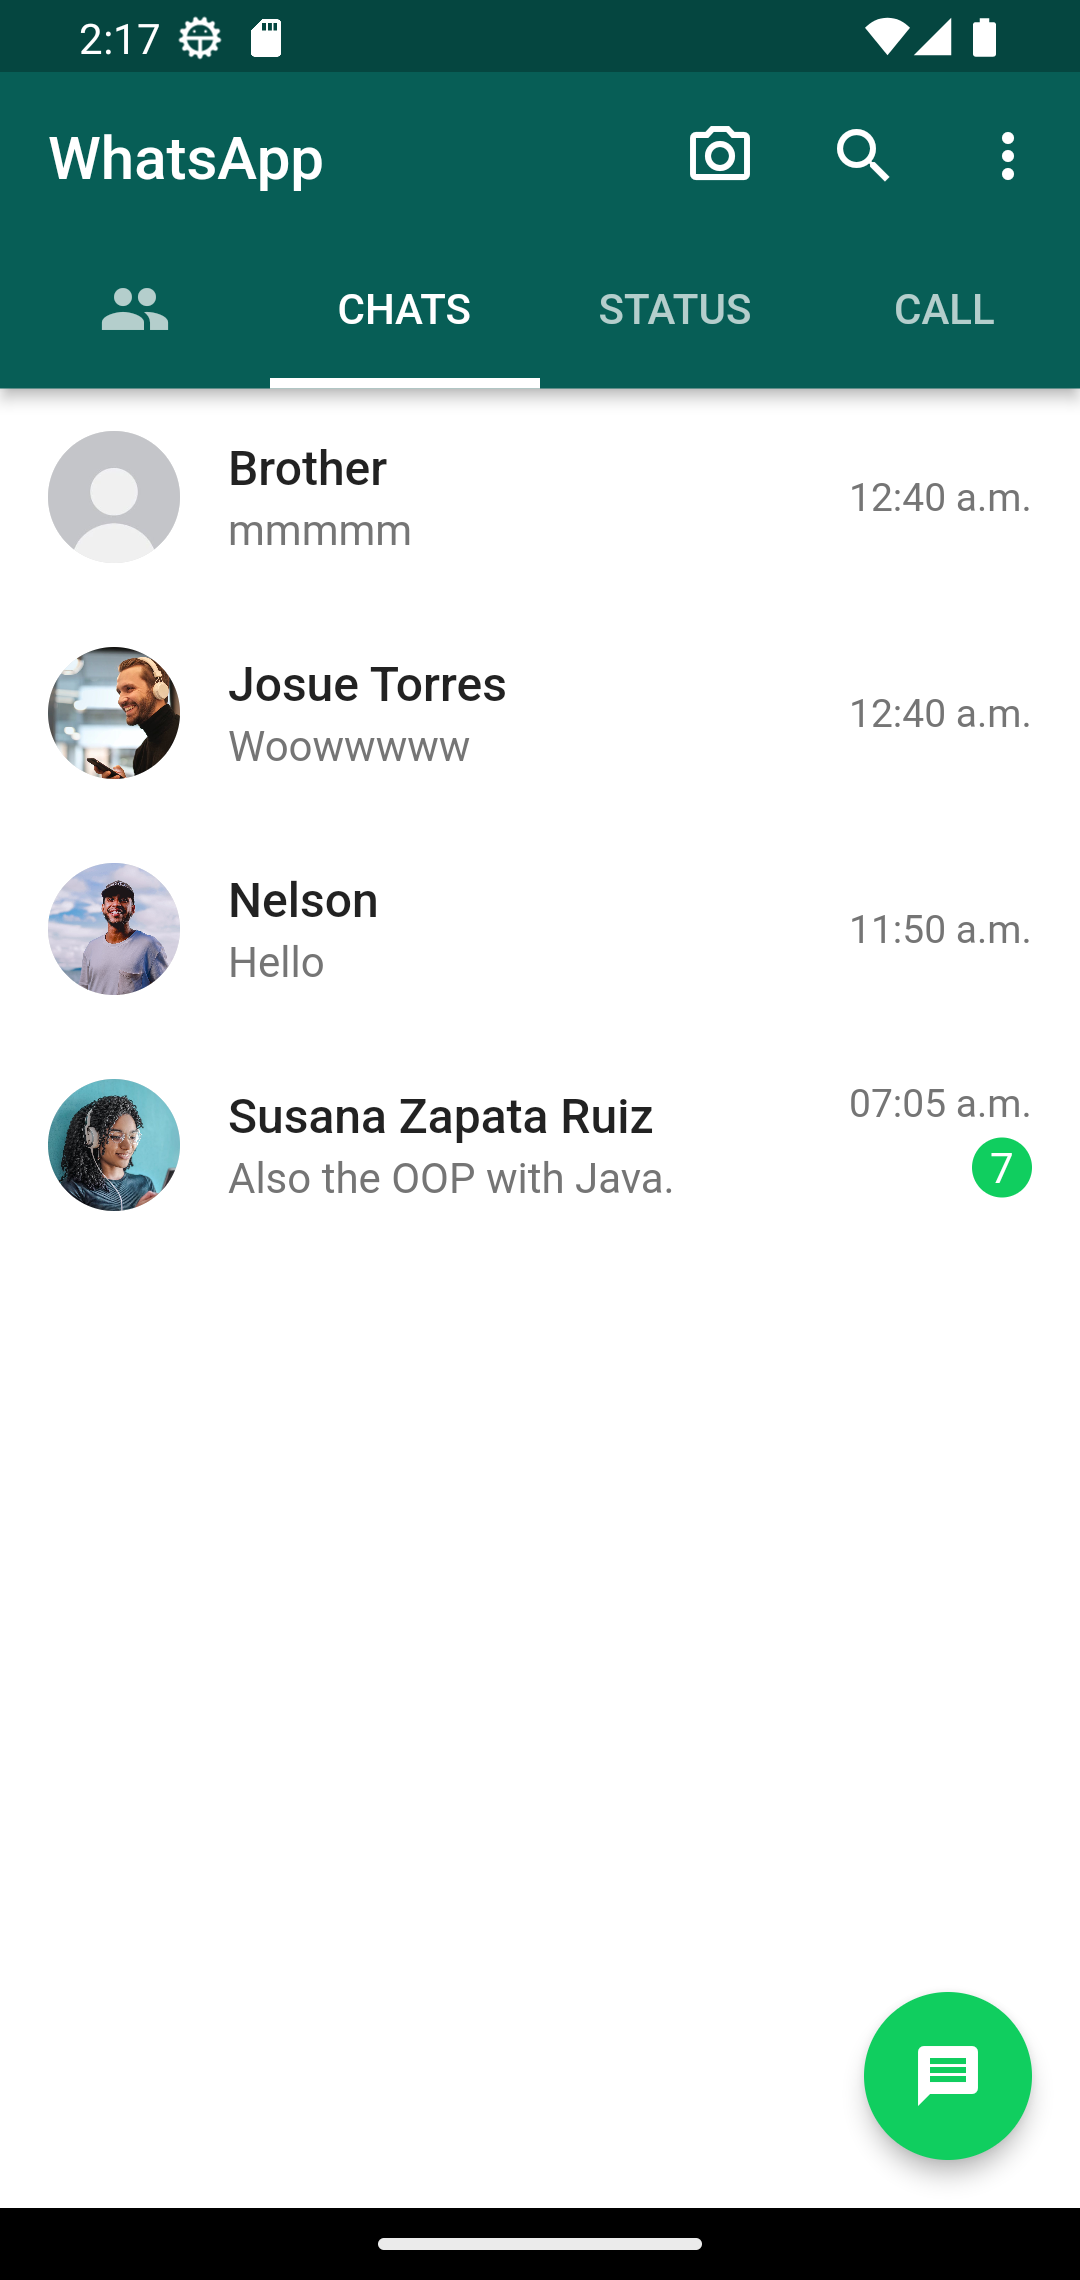 2:17
WhatsApp
CHATS STATUS CALL
Brother
mmmmm
12:40 a.m.
Josue Torres
Woowwwww
12:40 a.m.
Nelson
Hello
11:50 a.m.
Susana Zapata Ruiz
Also the OOP with Java.
07:05 a.m.
7